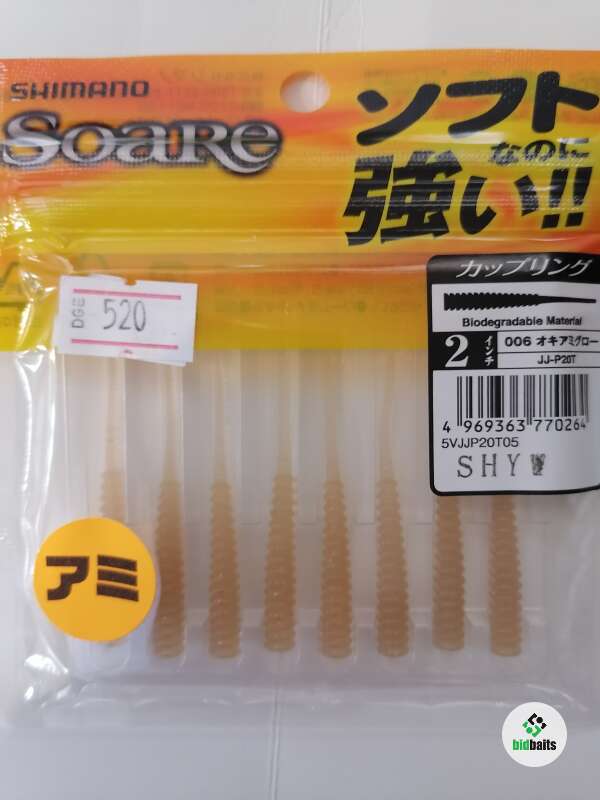 SHIMANO
Soare
ソフト
なのに
強い!!
カップリング
Biodegradable Material
2インチ
006 オキアミグロー
JJ-P20T
4 969363 770264
5VJJP20T05
SHY
DGE
520
アミ
bidbaits